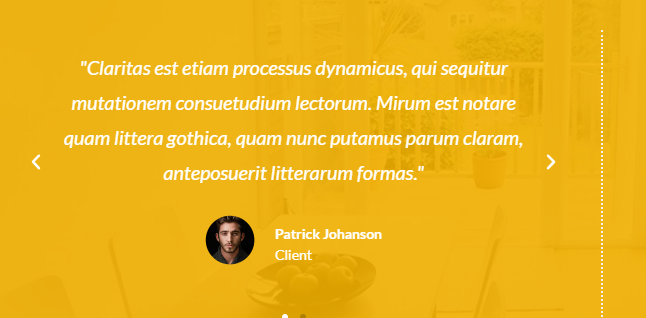 "Claritas est etiam processus dynamicus, qui sequitur
mutationem consuetudium lectorum. Mirum est notare
quam littera gothica, quam nunc putamus parum claram,
anteposuerit litterarum formas."
Patrick Johanson
Client